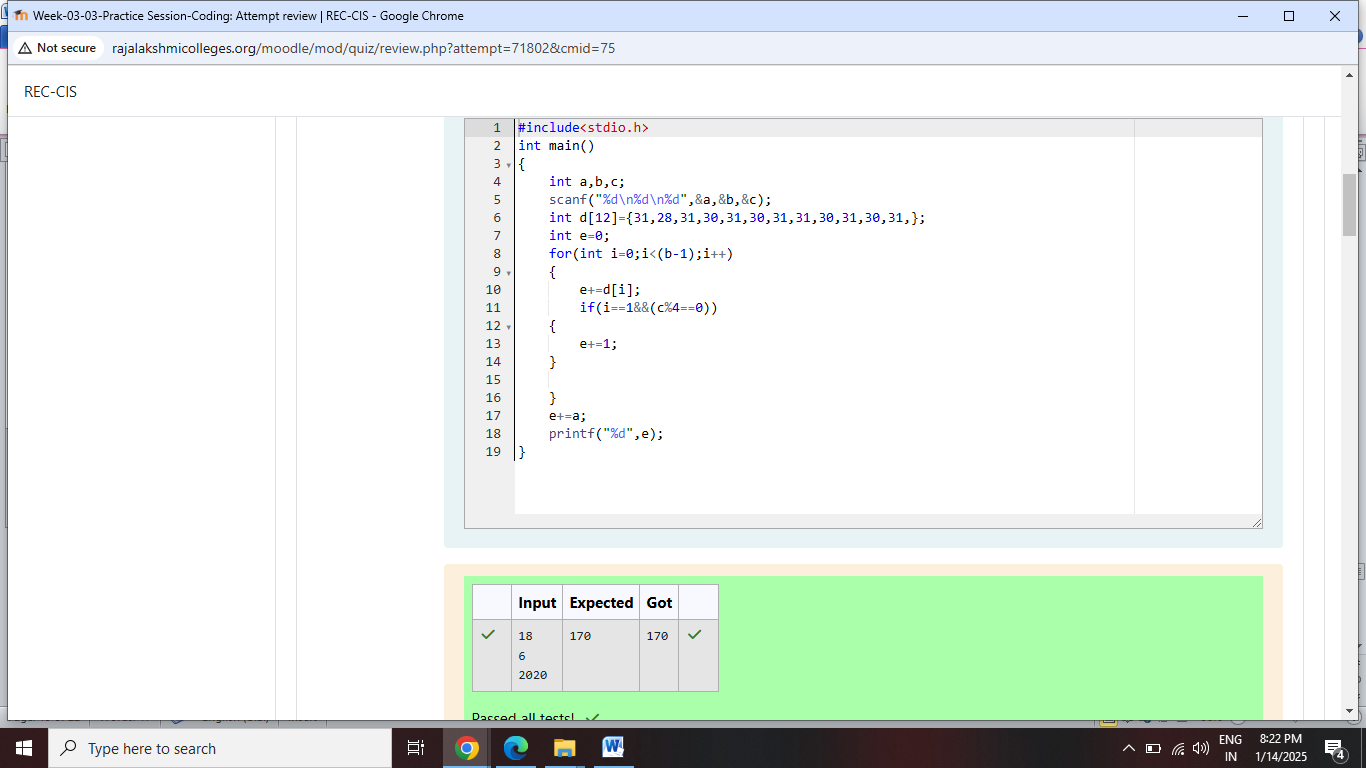 Week-03-03-Practice Session-Coding: Attempt review | REC-CIS - Google Chrome
Not secure rajalakshmicolleges.org/moodle/mod/quiz/review.php?attempt=71802&cmid=75
REC-CIS
1 #include<stdio.h>
2 int main()
3 {
4 int a,b,c;
5 scanf("%d\n%d\n%d",&a,&b,&c);
6 int d[12]={31,28,31,30,31,30,31,31,30,31,30,31,};
7 int e=0;
8 for(int i=0;i<(b-1);i++)
9 {
10 e+=d[i];
11 if(i==1&&(c%4==0))
12 {
13 e+=1;
14 }
15
16 }
17 e+=a;
18 printf("%d",e);
19 }
Input Expected Got
18 170 170
6
2020
Passed all tests!
Type here to search
ENG 8:22 PM
IN 1/14/2025 4